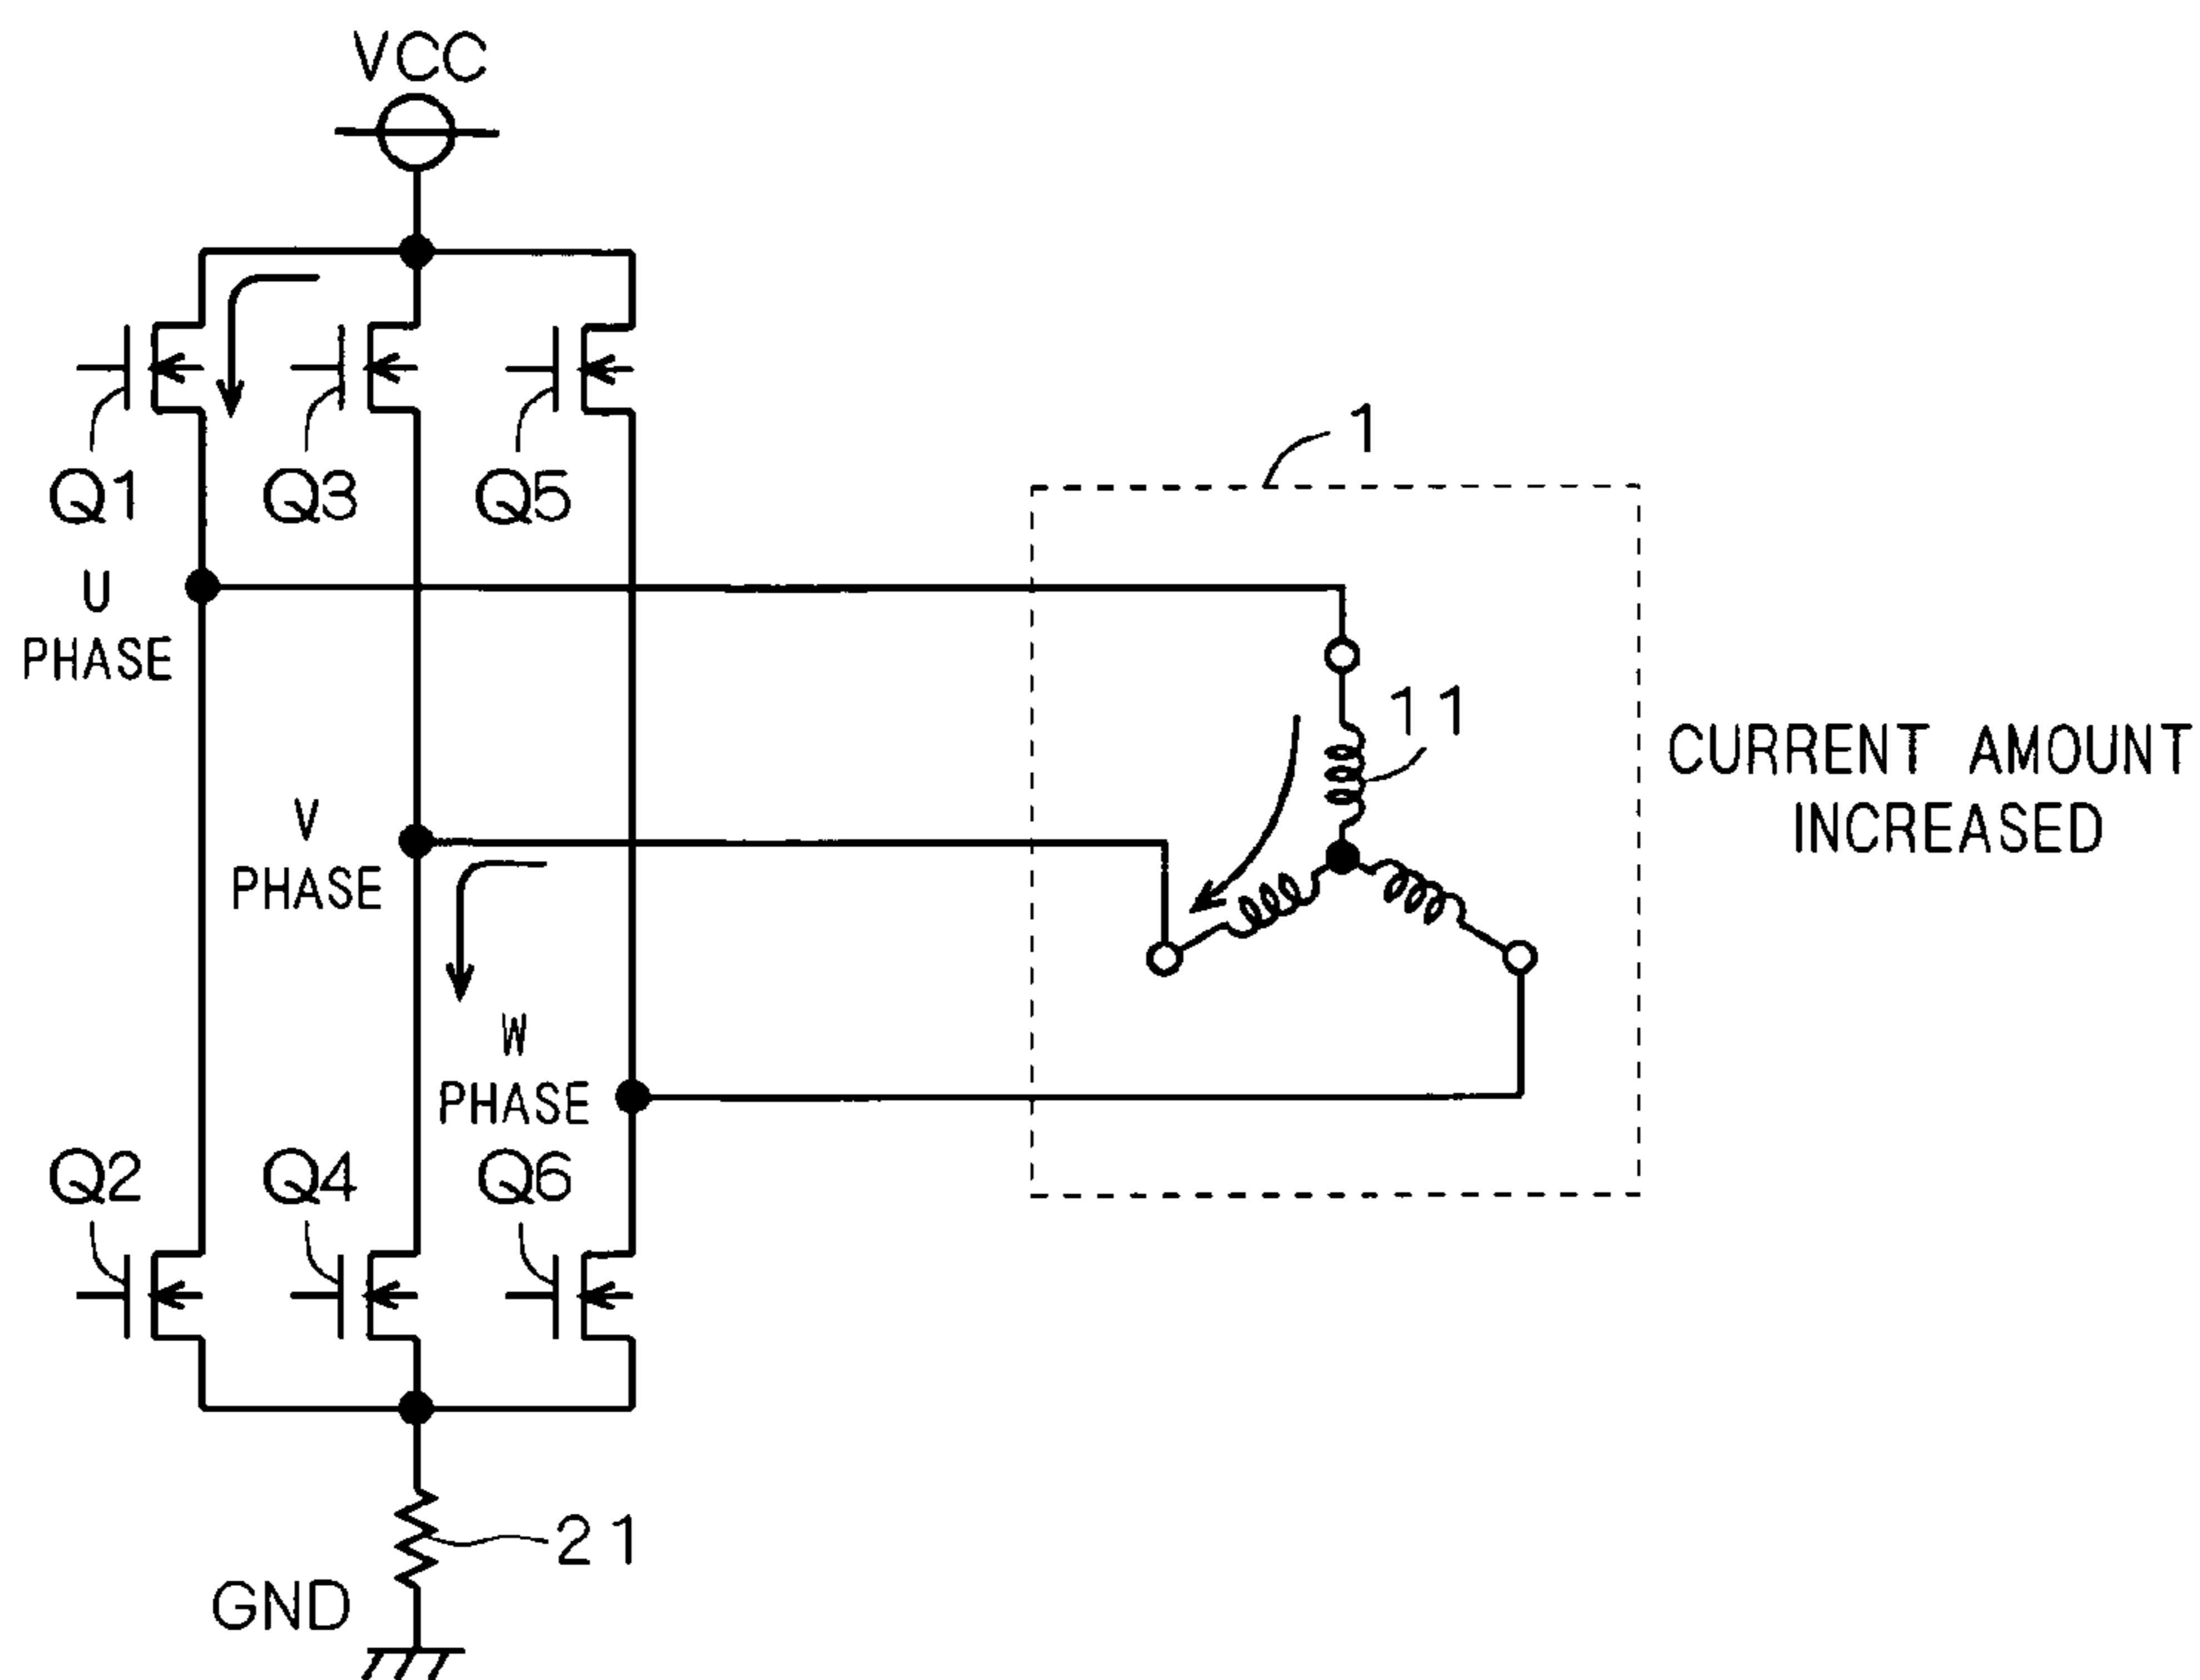 VCC
Q1
Q3
Q5
1
U
PHASE
11
CURRENT AMOUNT
INCREASED
V
PHASE
W
PHASE
Q2
Q4
Q6
21
GND